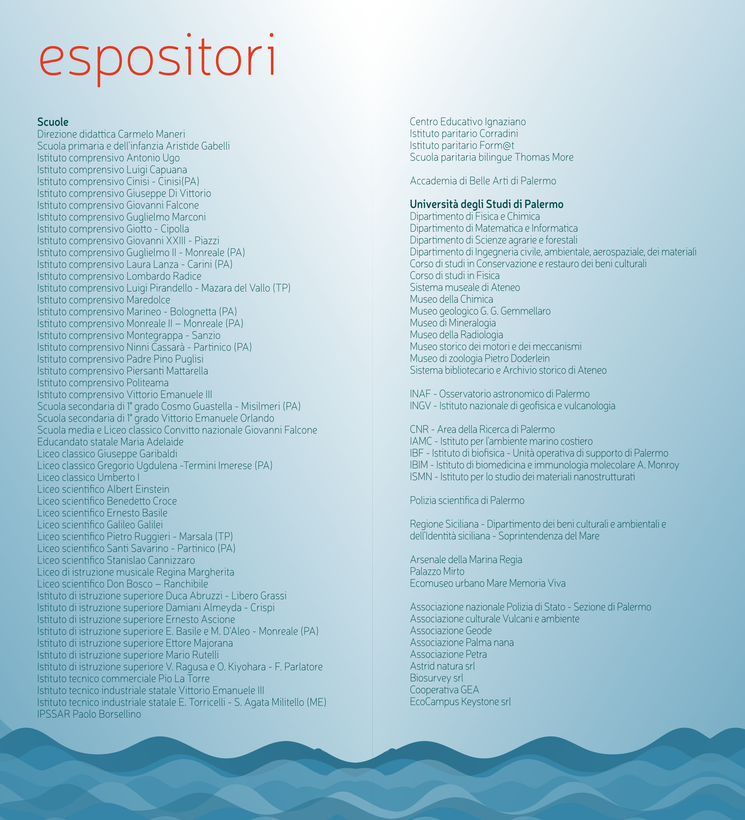 espositori
Scuole
Direzione didattica Carmelo Maneri
Scuola primaria e dell'infanzia Aristide Gabelli
Istituto comprensivo Antonio Ugo
Istituto comprensivo Luigi Capuana
Istituto comprensivo Cinisi - Cinisi(PA)
Istituto comprensivo Giuseppe Di Vittorio
Istituto comprensivo Giovanni Falcone
Istituto comprensivo Guglielmo Marconi
Istituto comprensivo Giotto - Cipolla
Istituto comprensivo Giovanni XXIII - Piazzi
Istituto comprensivo Guglielmo II - Monreale (PA)
Istituto comprensivo Laura Lanza - Carini (PA)
Istituto comprensivo Lombardo Radice
Istituto comprensivo Luigi Pirandello - Mazara del Vallo (TP)
Istituto comprensivo Maredolce
Istituto comprensivo Marineo - Bolognetta (PA)
Istituto comprensivo Monreale II – Monreale (PA)
Istituto comprensivo Montegrappa - Sanzio
Istituto comprensivo Ninni Cassarà - Partinico (PA)
Istituto comprensivo Padre Pino Puglisi
Istituto comprensivo Piersanti Mattarella
Istituto comprensivo Politeama
Istituto comprensivo Vittorio Emanuele III
Scuola secondaria di 1° grado Cosmo Guastella - Misilmeri (PA)
Scuola secondaria di 1° grado Vittorio Emanuele Orlando
Scuola media e Liceo classico Convitto nazionale Giovanni Falcone
Educandato statale Maria Adelaide
Liceo classico Giuseppe Garibaldi
Liceo classico Gregorio Ugdulena -Termini Imerese (PA)
Liceo classico Umberto I
Liceo scientifico Albert Einstein
Liceo scientifico Benedetto Croce
Liceo scientifico Ernesto Basile
Liceo scientifico Galileo Galilei
Liceo scientifico Pietro Ruggieri - Marsala (TP)
Liceo scientifico Santi Savarino - Partinico (PA)
Liceo scientifico Stanislao Cannizzaro
Liceo di istruzione musicale Regina Margherita
Liceo scientifico Don Bosco – Ranchibile
Istituto di istruzione superiore Duca Abruzzi - Libero Grassi
Istituto di istruzione superiore Damiani Almeyda - Crispi
Istituto di istruzione superiore Ernesto Ascione
Istituto di istruzione superiore E. Basile e M. D'Aleo - Monreale (PA)
Istituto di istruzione superiore Ettore Majorana
Istituto di istruzione superiore Mario Rutelli
Istituto di istruzione superiore V. Ragusa e O. Kiyohara - F. Parlatore
Istituto tecnico commerciale Pio La Torre
Istituto tecnico industriale statale Vittorio Emanuele III
Istituto tecnico industriale statale E. Torricelli - S. Agata Militello (ME)
IPSSAR Paolo Borsellino
Centro Educativo Ignaziano
Istituto paritario Corradini
Istituto paritario Form@t
Scuola paritaria bilingue Thomas More
Accademia di Belle Arti di Palermo
Università degli Studi di Palermo
Dipartimento di Fisica e Chimica
Dipartimento di Matematica e Informatica
Dipartimento di Scienze agrarie e forestali
Dipartimento di Ingegneria civile, ambientale, aerospaziale, dei materiali
Corso di studi in Conservazione e restauro dei beni culturali
Corso di studi in Fisica
Sistema museale di Ateneo
Museo della Chimica
Museo geologico G. G. Gemmellaro
Museo di Mineralogia
Museo della Radiologia
Museo storico dei motori e dei meccanismi
Museo di zoologia Pietro Doderlein
Sistema bibliotecario e Archivio storico di Ateneo
INAF - Osservatorio astronomico di Palermo
INGV - Istituto nazionale di geofisica e vulcanologia
CNR - Area della Ricerca di Palermo
IAMC - Istituto per l'ambiente marino costiero
IBF - Istituto di biofisica - Unità operativa di supporto di Palermo
IBIM - Istituto di biomedicina e immunologia molecolare A. Monroy
ISMN - Istituto per lo studio dei materiali nanostrutturati
Polizia scientifica di Palermo
Regione Siciliana - Dipartimento dei beni culturali e ambientali e
dell'Identità siciliana - Soprintendenza del Mare
Arsenale della Marina Regia
Palazzo Mirto
Ecomuseo urbano Mare Memoria Viva
Associazione nazionale Polizia di Stato - Sezione di Palermo
Associazione culturale Vulcani e ambiente
Associazione Geode
Associazione Palma nana
Associazione Petra
Astrid natura srl
Biosurvey srl
Cooperativa GEA
EcoCampus Keystone srl